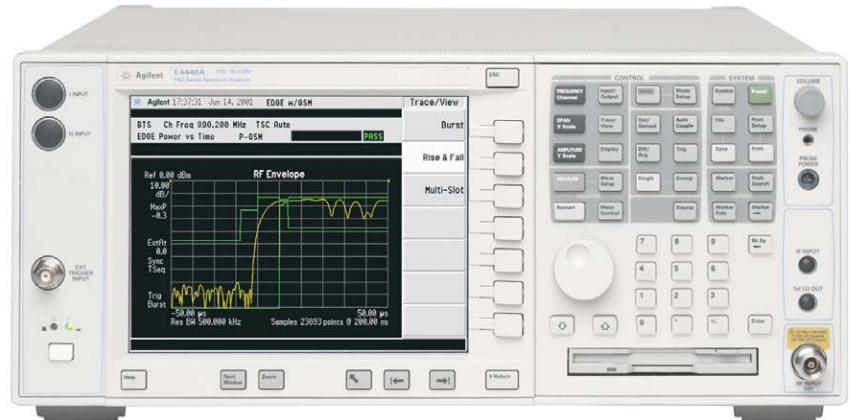 Agilent E4440A
PSA Series Spectrum Analyzer
ESC
I INPUT
Q INPUT
EXT
TRIGGER
INPUT
Agilent 17:37:31 Jun 14, 2001 EDGE w/GSM
Trace/View
BTS Ch Freq 890.200 MHz TSC Auto
EDGE Power vs Time P-GSM PASS
Burst
Rise & Fall
Multi-Slot
Ref 0.00 dBm RF Envelope
10.00
dB/
MaxP
-0.3
ExtAt
0.0
Sync
TSeq
Trig
Burst
-50.00 µs 50.00 µs
Res BW 500.000 kHz Samples 23693 points @ 200.00 ns
Help
Next
Window
Zoom
Return
CONTROL
SYSTEM
FREQUENCY
Channel
Input/
Output
MODE
Mode
Setup
System
Preset
SPAN
X Scale
Trace/
View
Det/
Demod
Auto
Couple
File
Print
Setup
AMPLITUDE
Y Scale
Display
BW/
Avg
Trig
Save
Print
MEASURE
Meas
Setup
Single
Sweep
Marker
Peak
Search
Restart
Meas
Control
Source
Marker
Fctn
Marker
→
7 8 9 Bk Sp
←
4 5 6
1 2 3
0 . Enter
VOLUME
PHONE
PROBE
POWER
IF INPUT
1st LO OUT
RF INPUT
50Ω